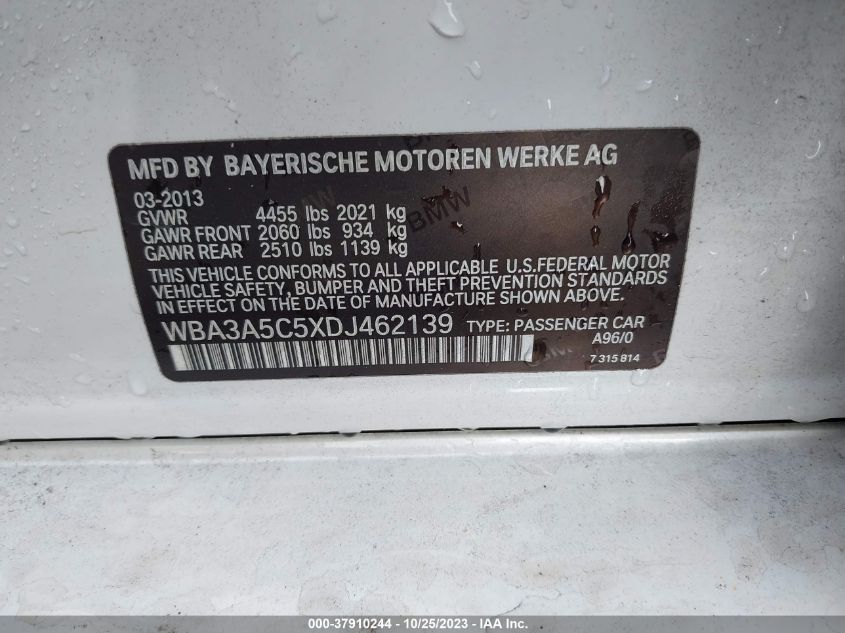 MFD BY BAYERISCHE MOTOREN WERKE AG
03-2013
GVWR 4455 lbs 2021 kg
GAWR FRONT 2060 lbs 934 kg
GAWR REAR 2510 lbs 1139 kg
THIS VEHICLE CONFORMS TO ALL APPLICABLE U.S.FEDERAL MOTOR
VEHICLE SAFETY, BUMPER AND THEFT PREVENTION STANDARDS
IN EFFECT ON THE DATE OF MANUFACTURE SHOWN ABOVE.
WBA3A5C5XDJ462139 TYPE: PASSENGER CAR
A96/0
7 315 814
BMW
000-37910244 - 10/25/2023 - IAA Inc.